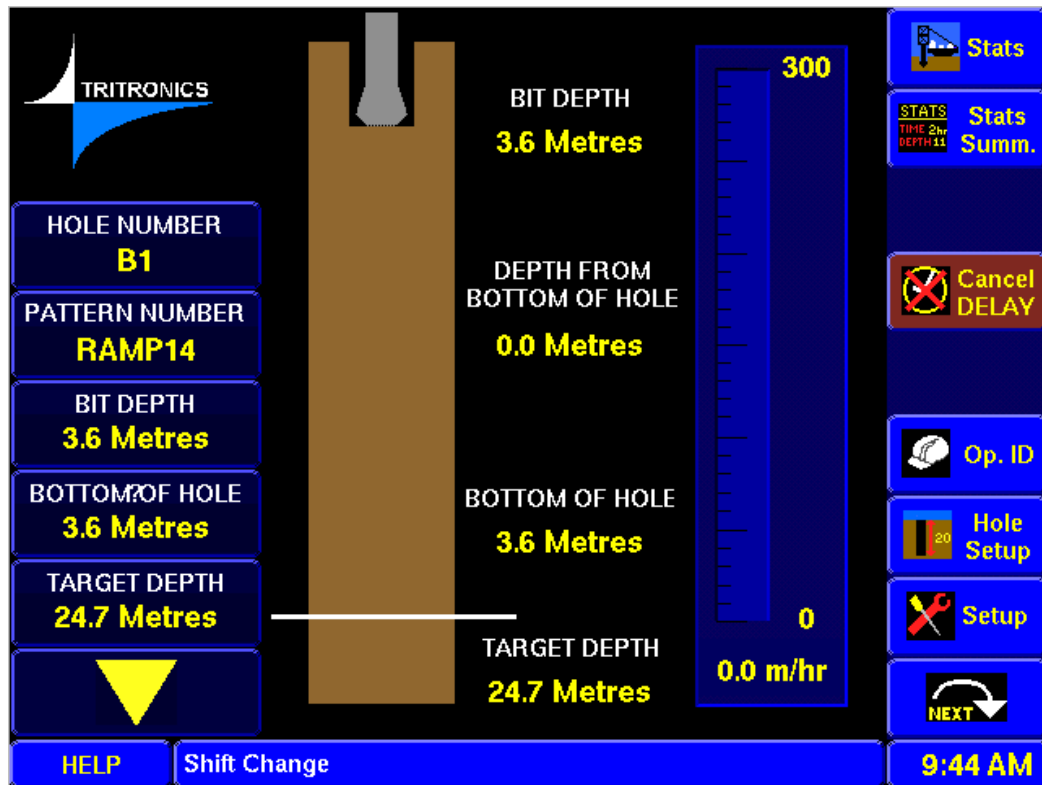 TRITRONICS
HOLE NUMBER
B1
PATTERN NUMBER
RAMP14
BIT DEPTH
3.6 Metres
BOTTOM?OF HOLE
3.6 Metres
TARGET DEPTH
24.7 Metres
BIT DEPTH
3.6 Metres
DEPTH FROM
BOTTOM OF HOLE
0.0 Metres
BOTTOM OF HOLE
3.6 Metres
TARGET DEPTH
24.7 Metres
300
0
0.0 m/hr
Stats
STATS
TIME 2hr
DEPTH 11
Stats
Summ.
Cancel
DELAY
Op. ID
20
Hole
Setup
Setup
NEXT
HELP
Shift Change
9:44 AM